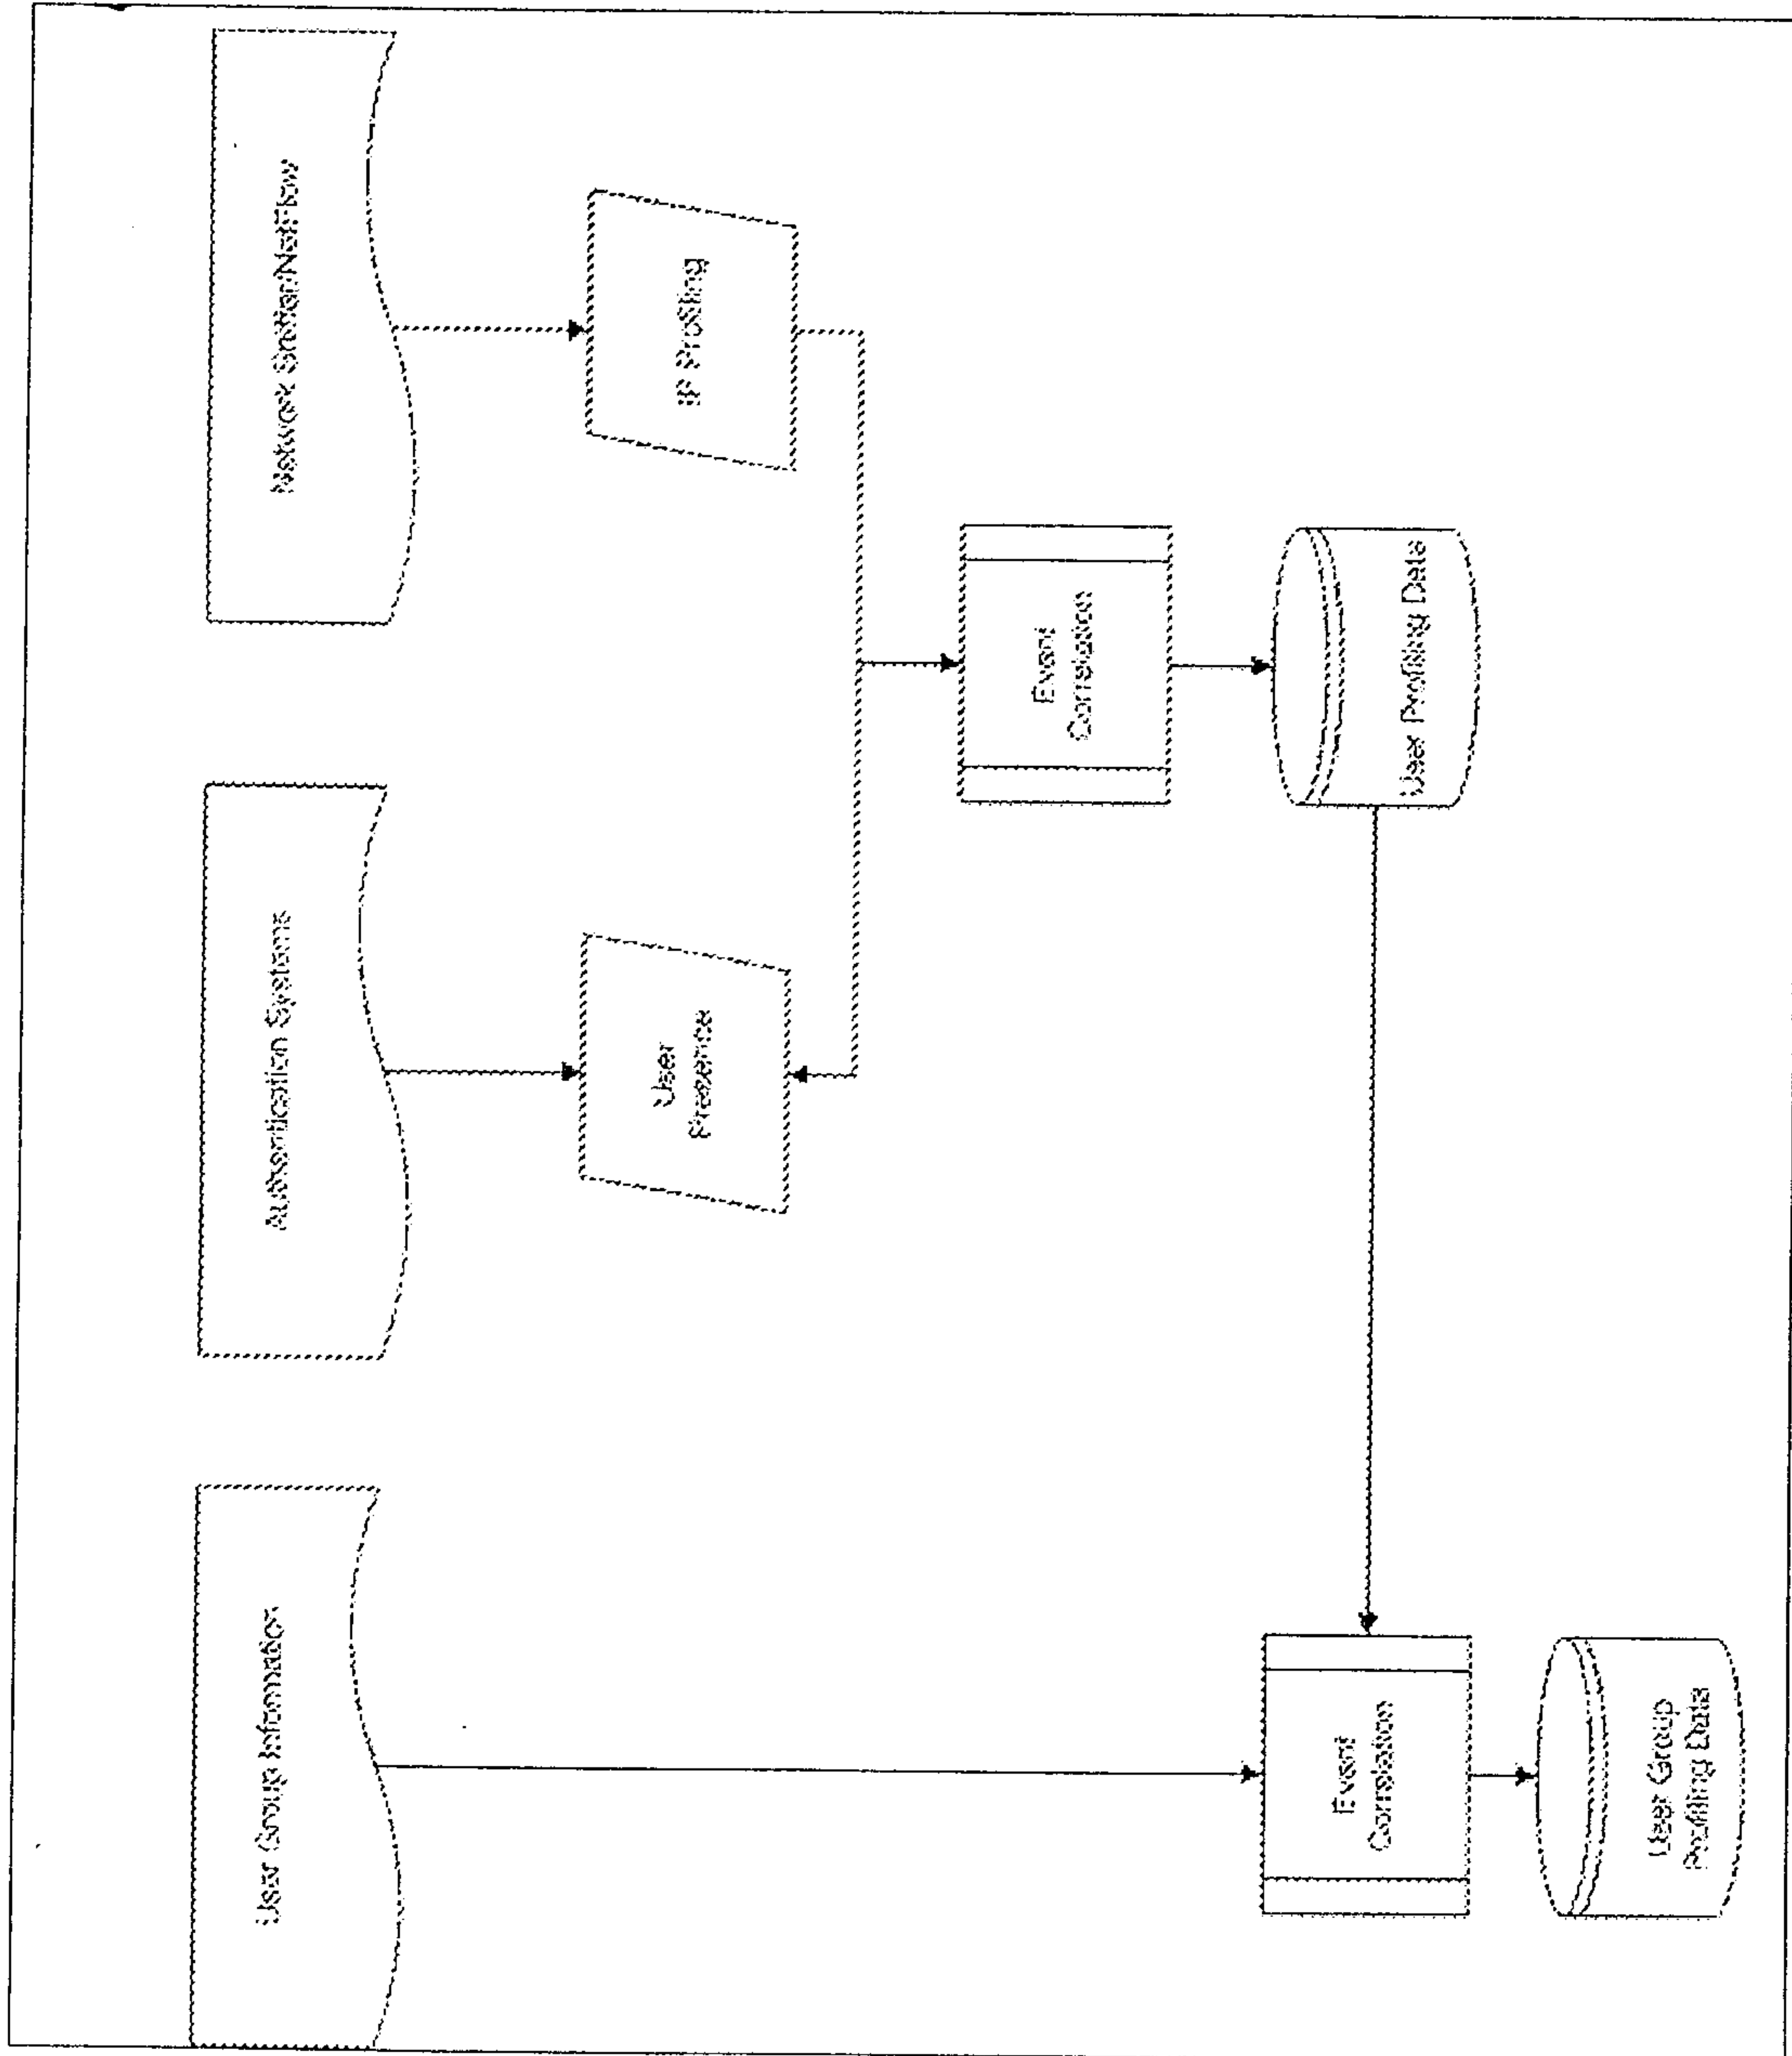 User Group Information
Authentication Systems
Network Sniffian/NetFlow
User
Presence
IP Profiling
Event
Correlation
User Profiling Data
Event
Correlation
User Group
Profiling Data